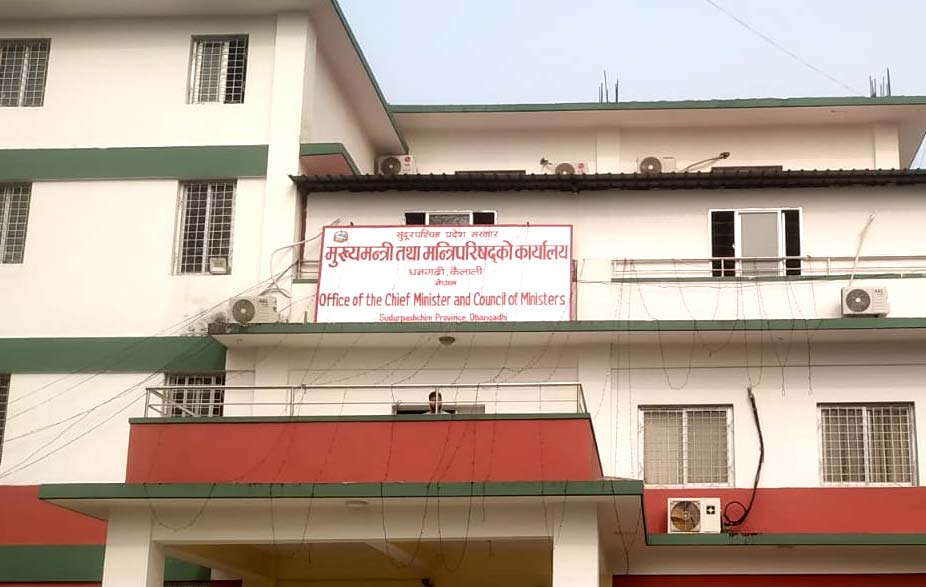 सुदूरपश्चिम प्रदेश सरकार
मुख्यमन्त्री तथा मन्त्रिपरिषद्को कार्यालय
धनगढी, कैलाली
नेपाल
Office of the Chief Minister and Council of Ministers
Sudurpashchim Province, Dhangadhi